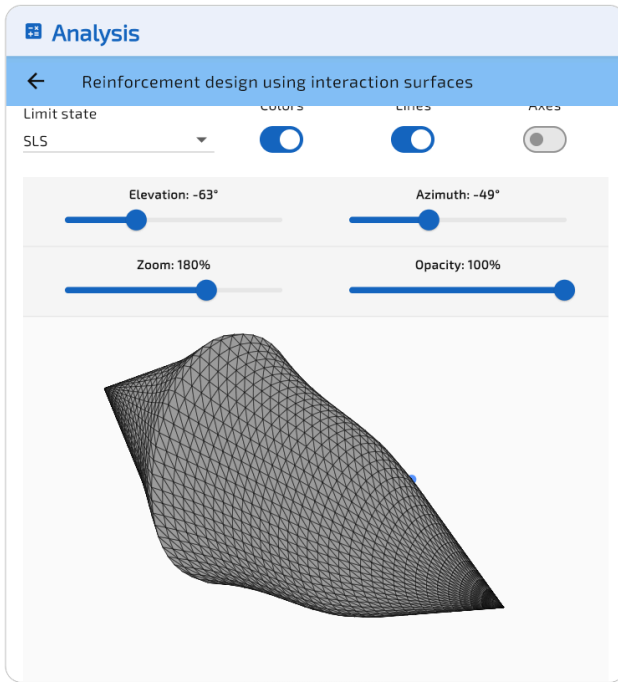 Analysis
Reinforcement design using interaction surfaces
Limit state
Colors
Lines
Axes
SLS
Elevation: -63°
Azimuth: -49°
Zoom: 180%
Opacity: 100%